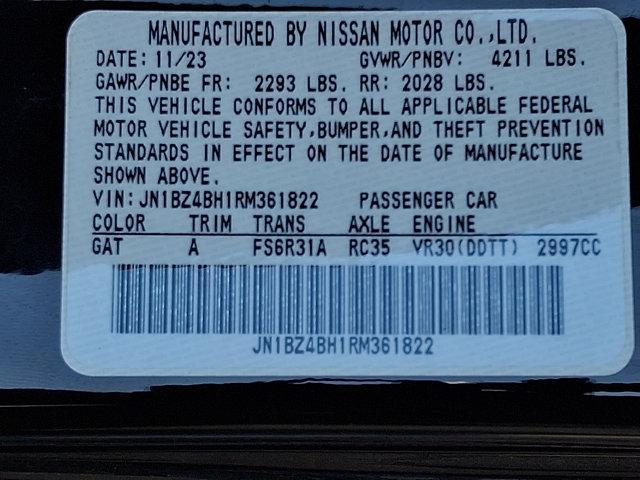 MANUFACTURED BY NISSAN MOTOR CO.,LTD.
DATE: 11/23 GVWR/PNBV: 4211 LBS.
GAWR/PNBE FR: 2293 LBS. RR: 2028 LBS.
THIS VEHICLE CONFORMS TO ALL APPLICABLE FEDERAL
MOTOR VEHICLE SAFETY,BUMPER,AND THEFT PREVENTION
STANDARDS IN EFFECT ON THE DATE OF MANUFACTURE
SHOWN ABOVE.
VIN: JN1BZ4BH1RM361822 PASSENGER CAR
COLOR TRIM TRANS AXLE ENGINE
GAT A FS6R31A RC35 VR30(DDTT) 2997CC
JN1BZ4BH1RM361822